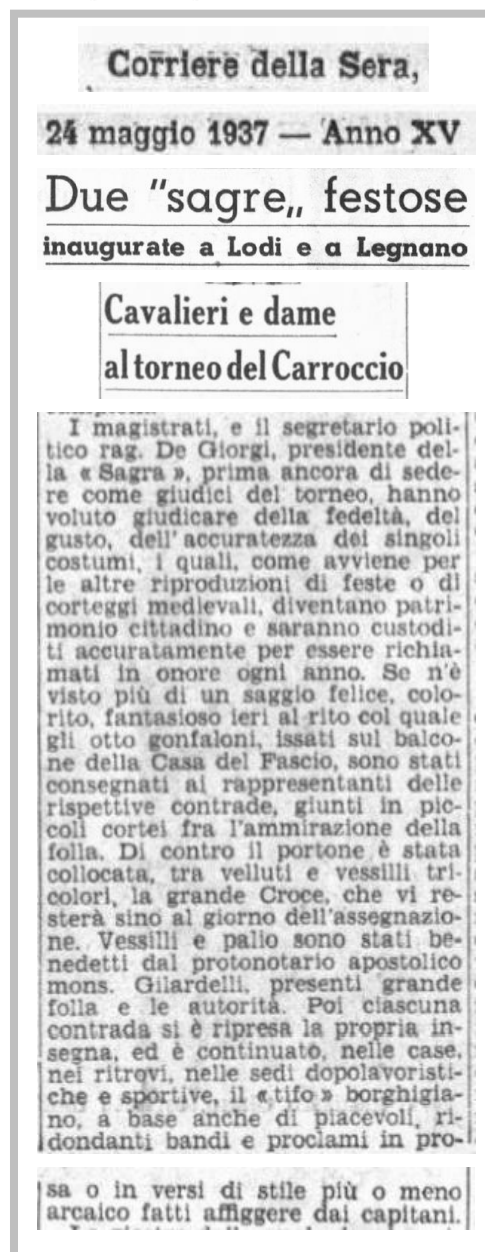 Corriere della Sera,
24 maggio 1937 — Anno XV
Due "sagre„ festose
inaugurate a Lodi e a Legnano
Cavalieri e dame
al torneo del Carroccio
I magistrati, e il segretario poli-
tico rag. De Giorgi, presidente del-
la « Sagra », prima ancora di sede-
re come giudici del torneo, hanno
voluto giudicare della fedeltà, del
gusto, dell'accuratezza dei singoli
costumi, i quali, come avviene per
le altre riproduzioni di feste o di
corteggi medievali, diventano patri-
monio cittadino e saranno custodi-
ti accuratamente per essere richia-
mati in onore ogni anno. Se n'è
visto più di un saggio felice, colo-
rito, fantasioso ieri al rito col quale
gli otto gonfaloni, issati sul balco-
ne della Casa del Fascio, sono stati
consegnati ai rappresentanti delle
rispettive contrade, giunti in pic-
coli cortei fra l'ammirazione della
folla. Di contro il portone è stata
collocata, tra velluti e vessilli tri-
colori, la grande Croce, che vi re-
sterà sino al giorno dell'assegnazio-
ne. Vessilli e palio sono stati be-
nedetti dal protonotario apostolico
mons. Gilardelli, presenti grande
folla e le autorità. Poi ciascuna
contrada si è ripresa la propria in-
segna, ed è continuato, nelle case,
nei ritrovi, nelle sedi dopolavoristi-
che e sportive, il « tifo » borghigia-
no, a base anche di piacevoli, ri-
dondanti bandi e proclami in pro-
sa o in versi di stile più o meno
arcaico fatti affiggere dai capitani.